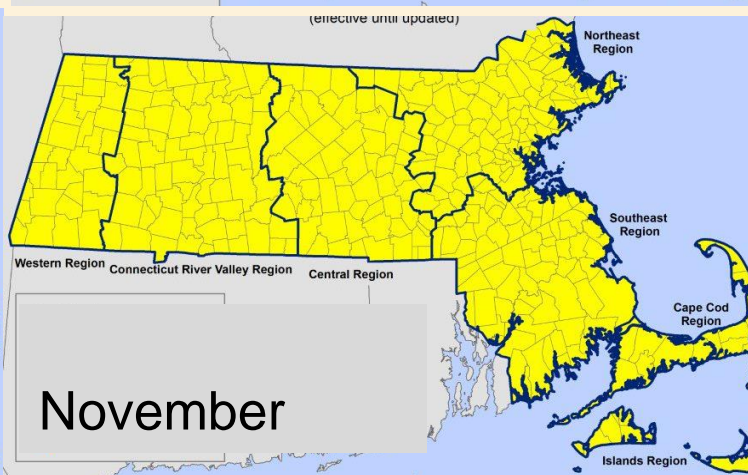 (effective until updated)
Northeast
Region
Southeast
Region
Western Region
Connecticut River Valley Region
Central Region
Cape Cod
Region
November
Islands Region